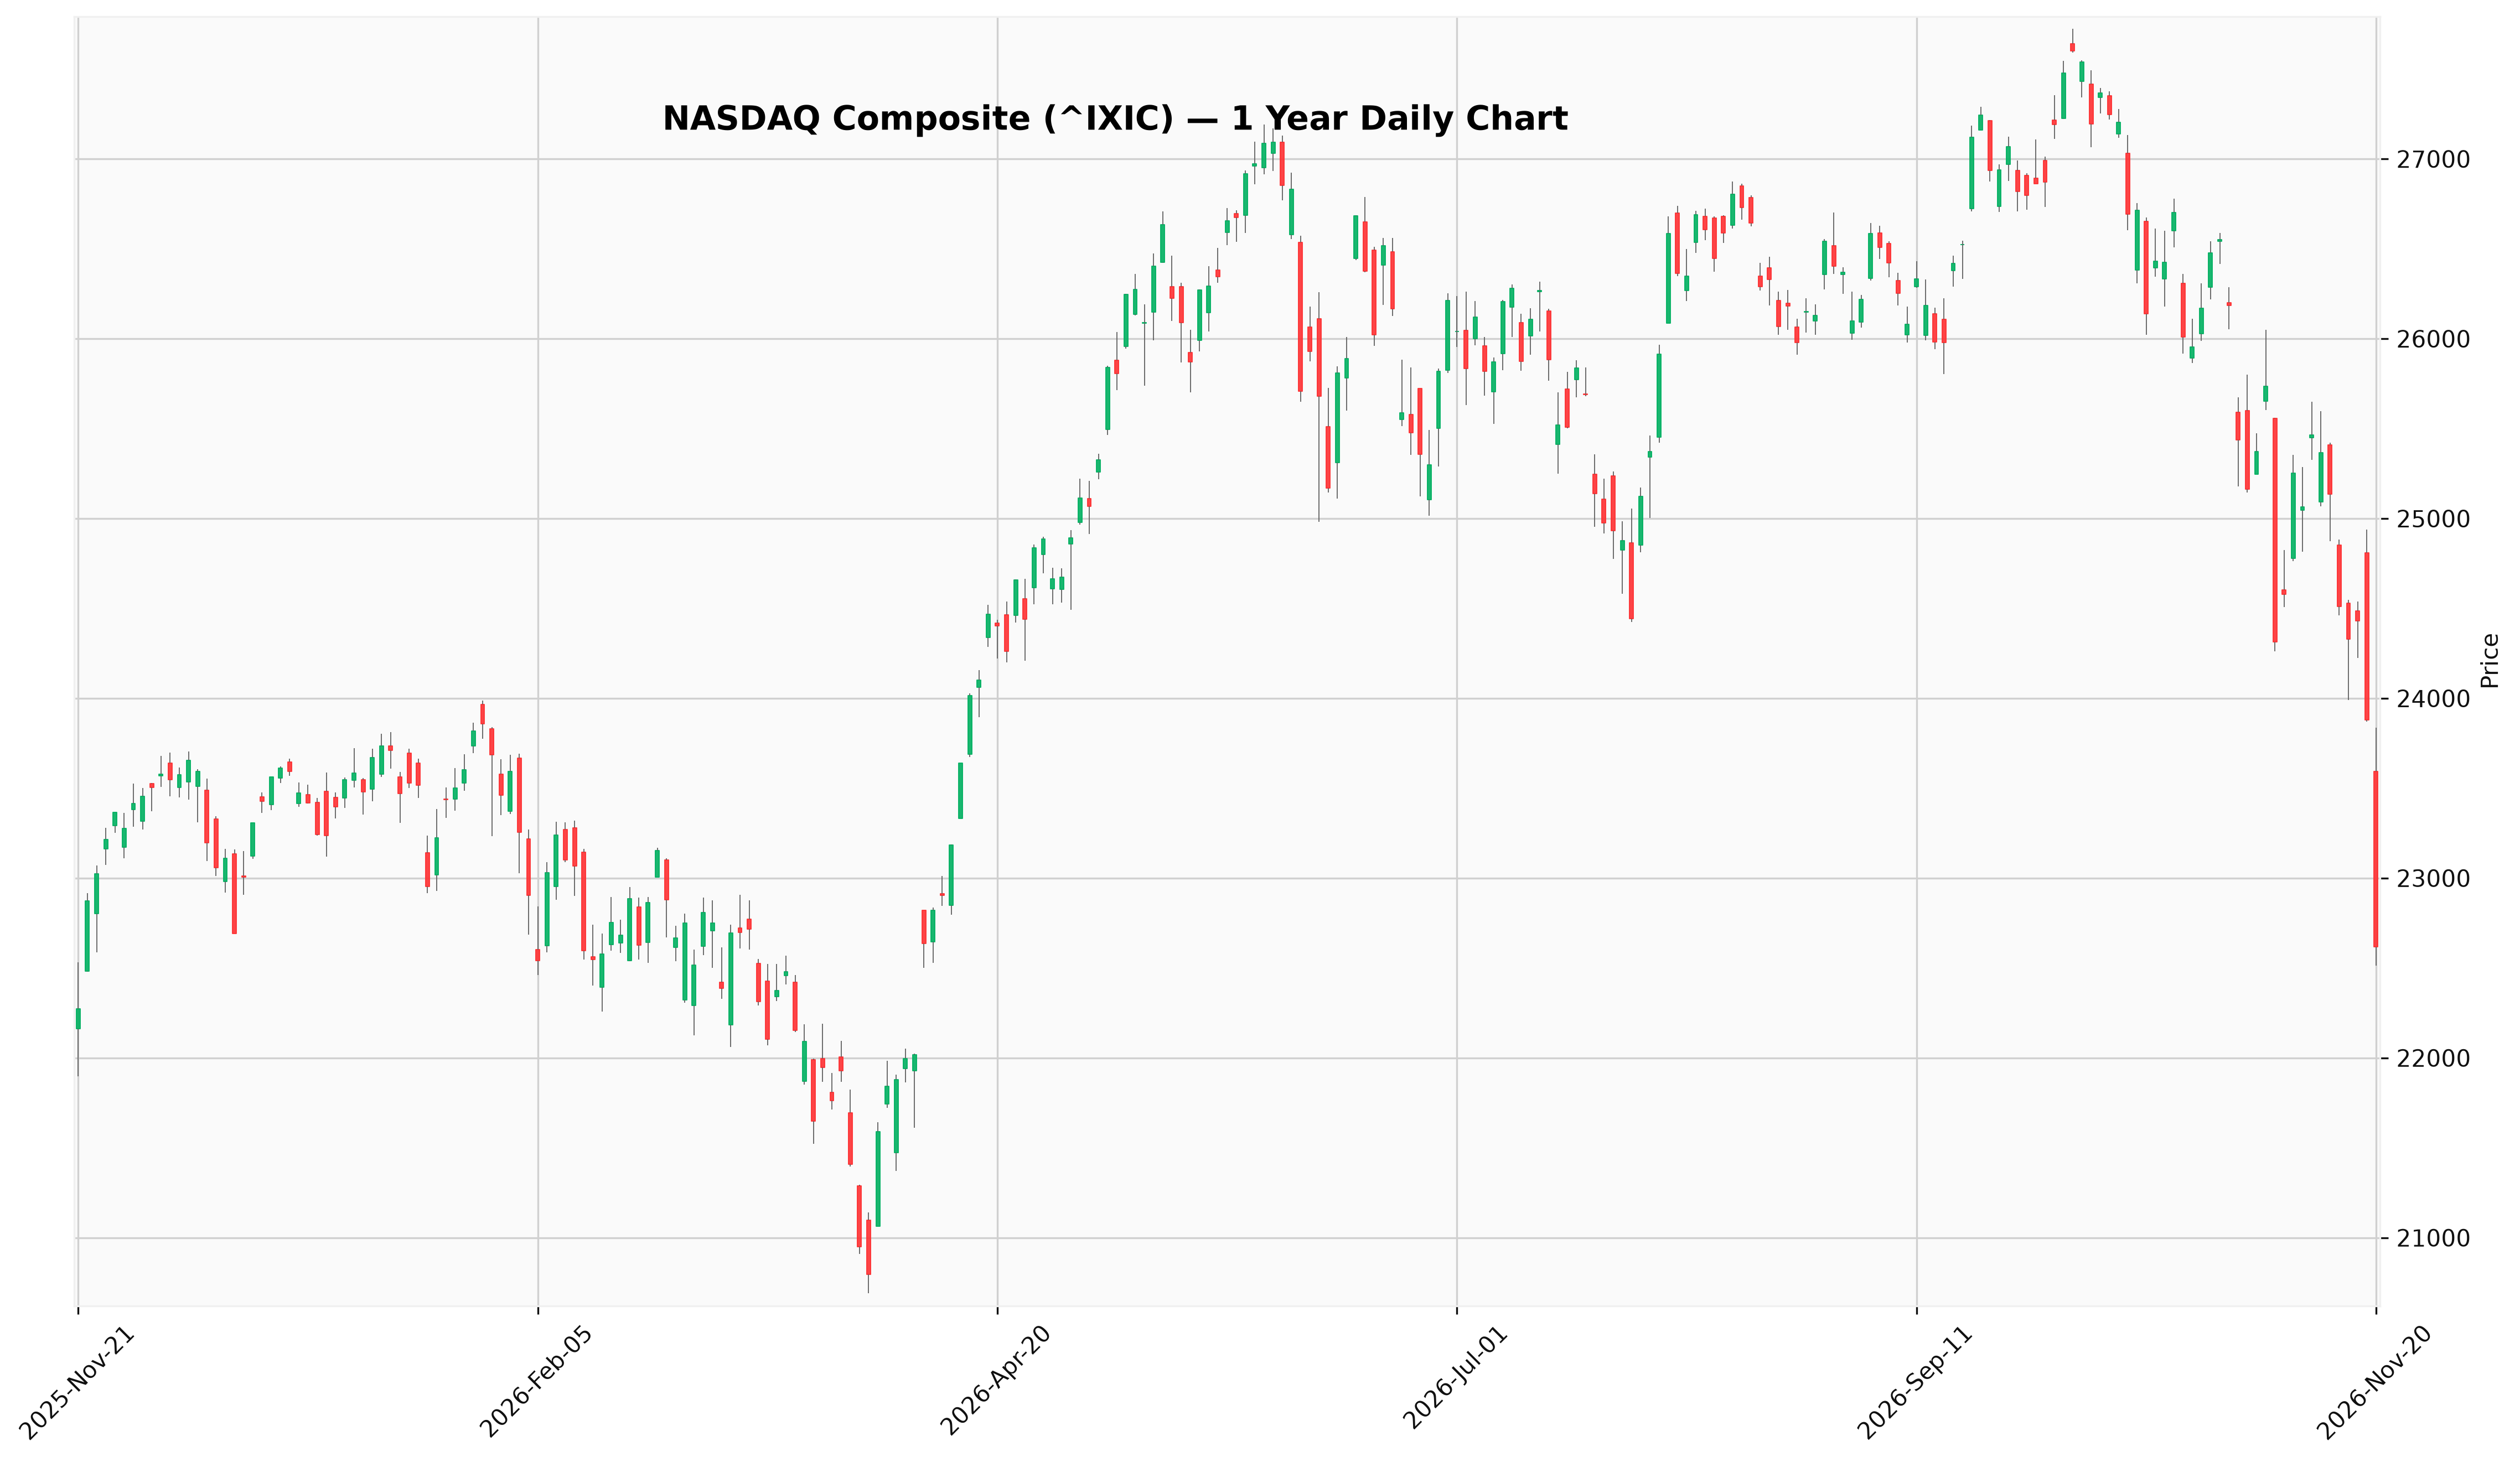 NASDAQ Composite (^IXIC) — 1 Year Daily Chart
27000
26000
25000
24000
23000
22000
21000
Price
2025-Nov-21
2026-Feb-05
2026-Apr-20
2026-Jul-01
2026-Sep-11
2026-Nov-20